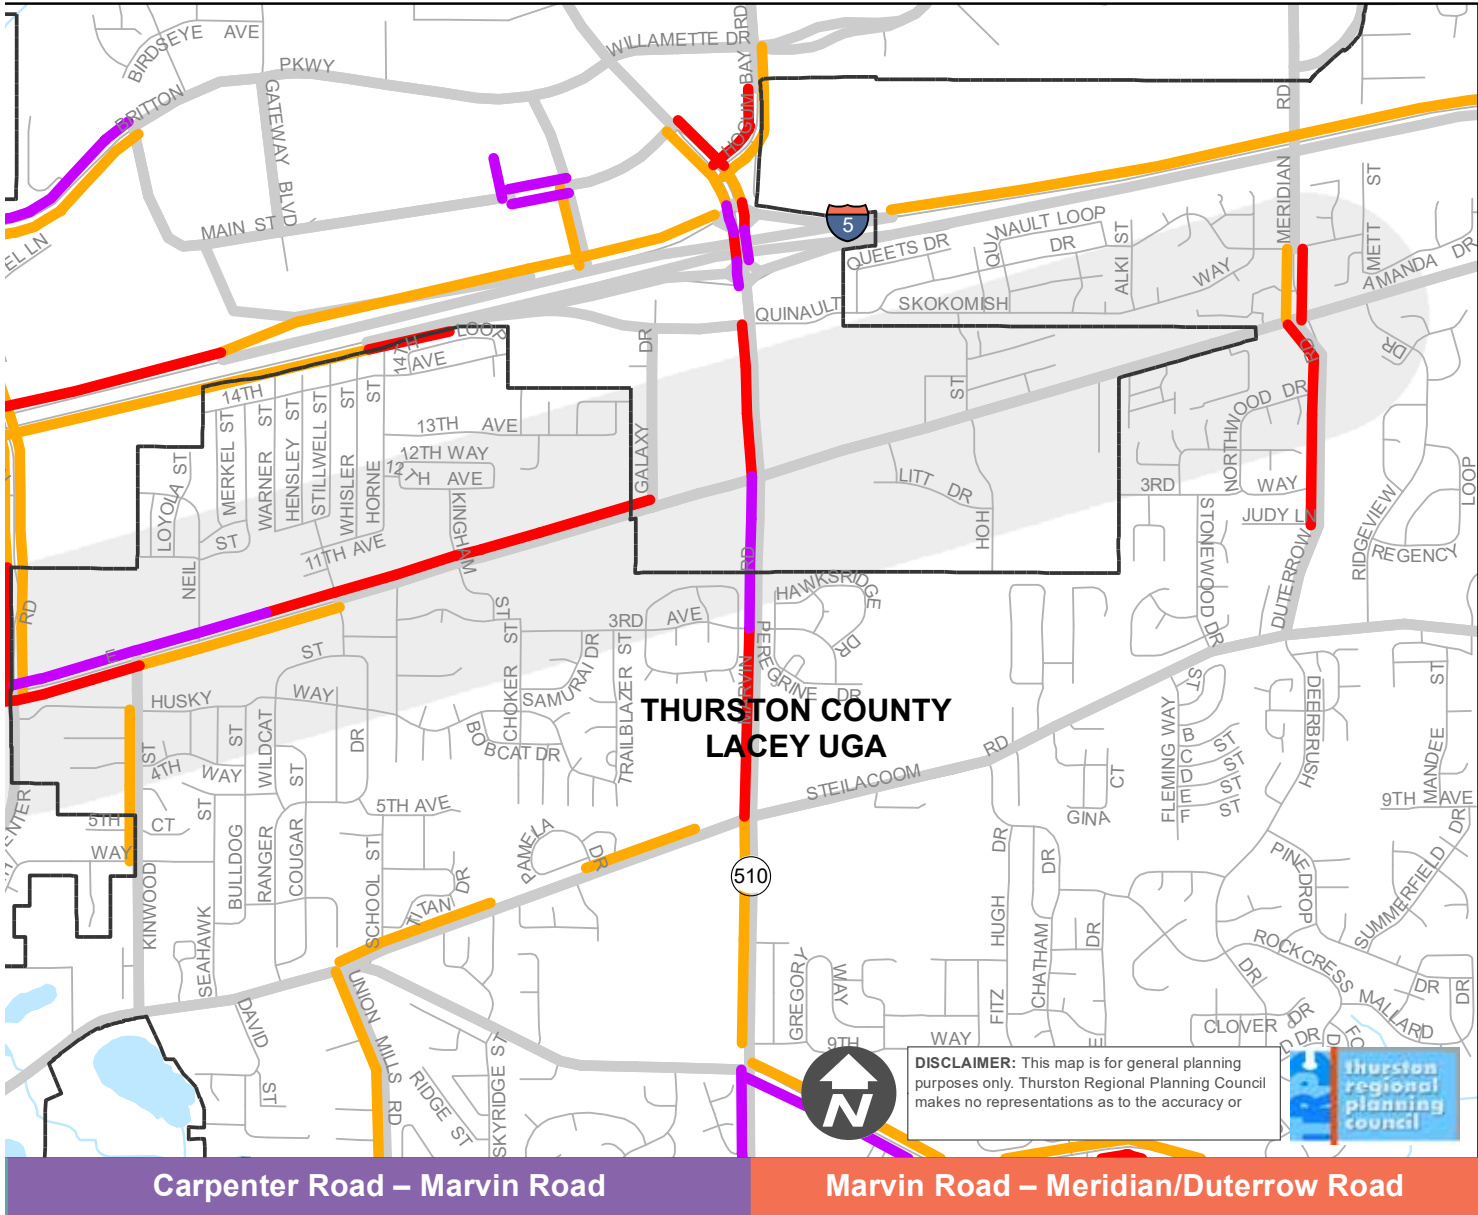 BIRDSEYE AVE
WILLAMETTE DR
HOGUM BAY RD
BRITTON
PKWY
GATEWAY BLVD
MERIDIAN
RD
METT
ST
MAIN ST
5
QUINAULT LOOP
DR
QUEETS DR
ALKI ST
WAY
AMANDA DR
EL LN
QUINAULT
SKOKOMISH
14TH
LOOP
14TH
AVE
DR
GALAXY
ST
RD
DR
MERKEL ST
WARNER ST
HENSLEY ST
STILLWELL ST
WHISLER ST
HORNE ST
13TH AVE
12TH WAY
12TH AVE
NORTHWOOD DR
LOYOLA ST
ST
NEIL
11TH AVE
KINGHAM
ST
LITT DR
HOH
3RD
WAY
JUDY LN
STONEWOOD DR
DUTERROW
RIDGEVIEW
LOOP
REGENCY
RD
E
RD
HAWKSRIDGE
DR
3RD AVE
PEREGRINE DR
MARVIN
CHOKER ST
SAMURAI DR
TRAILBLAZER ST
BOBCAT DR
ST
HUSKY WAY
DR
WILDCAT
ST
ST
4TH WAY
ST
THURSTON COUNTY
LACEY UGA
STEILACOOM RD
FLEMING WAY
ST
B ST
C
D ST
E
F ST
DEERBRUSH
MANDEE ST
9TH AVE
5TH
WAY
CT
ST
BULLDOG
RANGER
COUGAR
5TH AVE
SCHOOL ST
PAMELA
DR
TITAN
DR
GINA
CT
510
HUGH DR
FITZ
CHATHAM DR
DR
PINEDROP
SUMMERFIELD DR
ROCKCRESS
DR
MALLARD
DR
DR
KINWOOD
SEAHAWK
DAVID
ST
UNION MILLS RD
RIDGE ST
SKYRIDGE ST
GREGORY
WAY
9TH
WAY
CLOVER DR
DR
DISCLAIMER: This map is for general planning
purposes only. Thurston Regional Planning Council
makes no representations as to the accuracy or
N
TRPC
thurston
regional
planning
council
Carpenter Road – Marvin Road
Marvin Road – Meridian/Duterrow Road